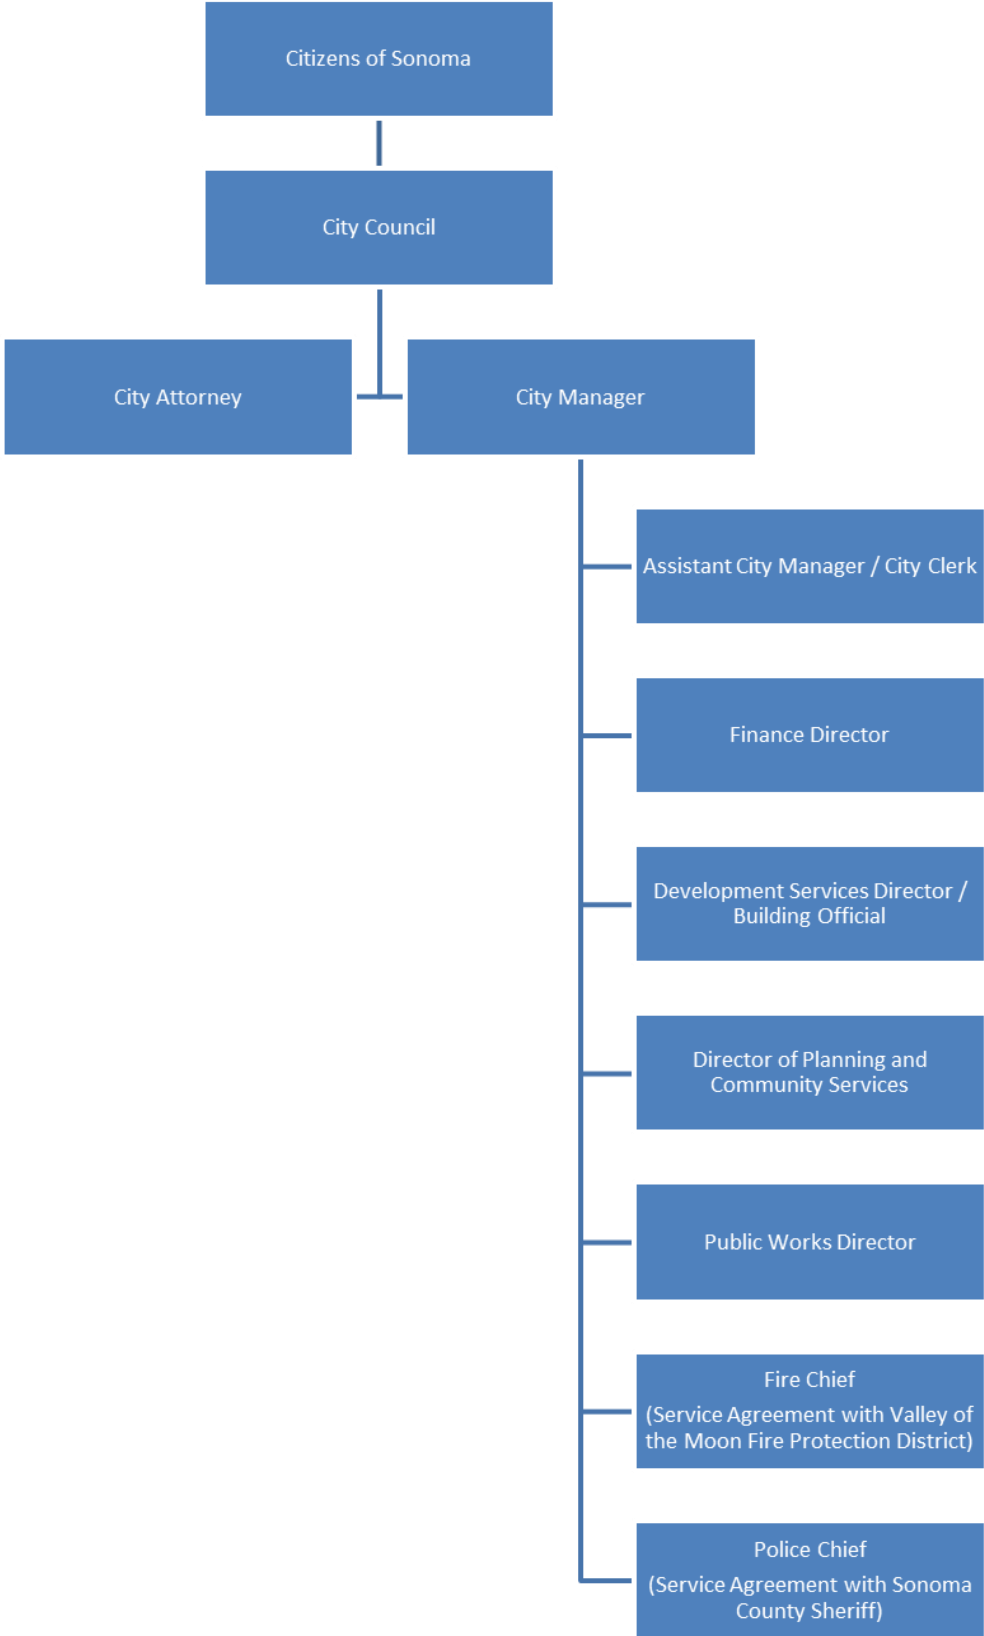 Citizens of Sonoma
City Council
City Attorney
City Manager
Assistant City Manager / City Clerk
Finance Director
Development Services Director /
Building Official
Director of Planning and
Community Services
Public Works Director
Fire Chief
(Service Agreement with Valley of
the Moon Fire Protection District)
Police Chief
(Service Agreement with Sonoma
County Sheriff)